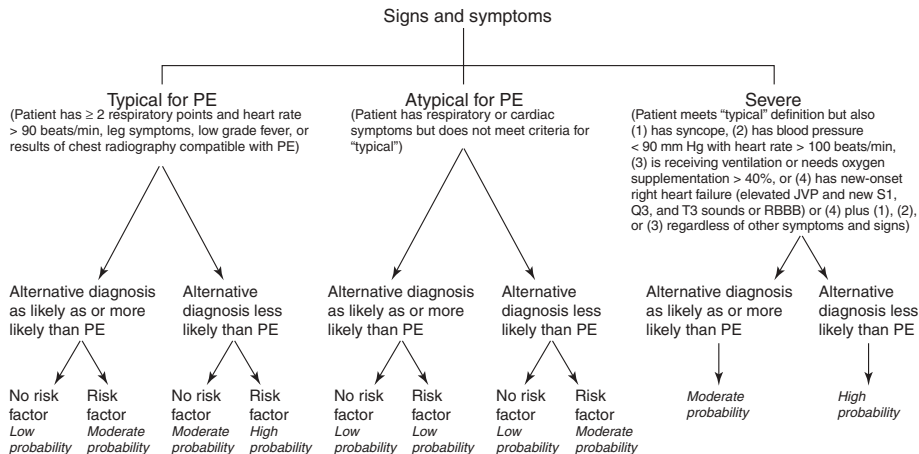 Signs and symptoms
Typical for PE
(Patient has ≥ 2 respiratory points and heart rate
> 90 beats/min, leg symptoms, low grade fever, or
results of chest radiography compatible with PE)
Atypical for PE
(Patient has respiratory or cardiac
symptoms but does not meet criteria for
“typical”)
Severe
(Patient meets “typical” definition but also
(1) has syncope, (2) has blood pressure
< 90 mm Hg with heart rate > 100 beats/min,
(3) is receiving ventilation or needs oxygen
supplementation > 40%, or (4) has new-onset
right heart failure (elevated JVP and new S1,
Q3, and T3 sounds or RBBB) or (4) plus (1), (2),
or (3) regardless of other symptoms and signs)
Alternative diagnosis
as likely as or more
likely than PE
Alternative
diagnosis less
likely than PE
Alternative diagnosis
as likely as or more
likely than PE
Alternative
diagnosis less
likely than PE
Alternative diagnosis
as likely as or more
likely than PE
Alternative
diagnosis less
likely than PE
No risk
factor
Low
probability
Risk
factor
Moderate
probability
No risk
factor
Moderate
probability
Risk
factor
High
probability
No risk
factor
Low
probability
Risk
factor
Low
probability
No risk
factor
Low
probability
Risk
factor
Moderate
probability
Moderate
probability
High
probability